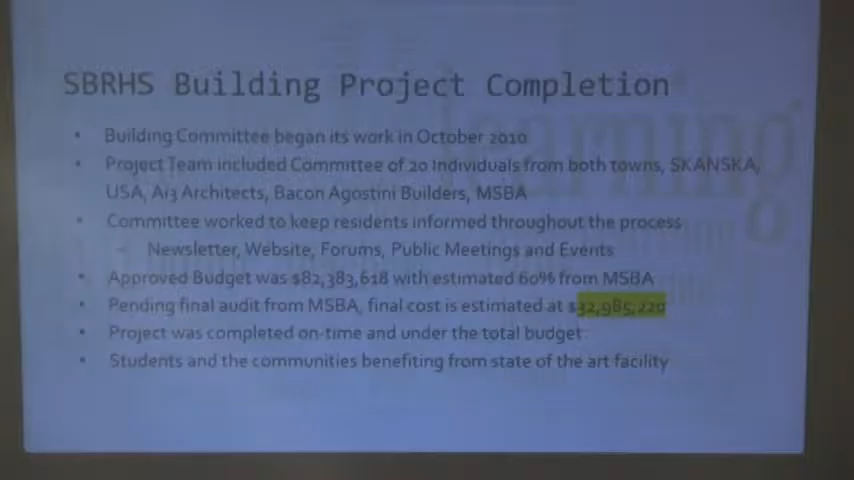 SBRHS Building Project Completion
• Building Committee began its work in October 2010
• Project Team included Committee of 20 Individuals from both towns, SKANSKA,
USA, Ai3 Architects, Bacon Agostini Builders, MSBA
• Committee worked to keep residents informed throughout the process
– Newsletter, Website, Forums, Public Meetings and Events
• Approved Budget was $82,383,618 with estimated 60% from MSBA
• Pending final audit from MSBA, final cost is estimated at $32,985,220
• Project was completed on-time and under the total budget
• Students and the communities benefiting from state of the art facility
learning